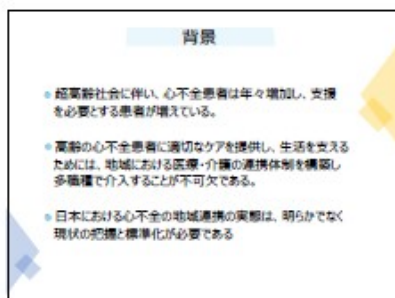 背景
超高齢社会に伴い、心不全患者は年々増加し、支援
を必要とする患者が増えている。
高齢の心不全患者に適切なケアを提供し、生活を支える
ためには、地域における医療・介護の連携体制を構築し
多職種で介入することが不可欠である。
日本における心不全の地域連携の実態は、明らかでなく
現状の把握と標準化が必要である